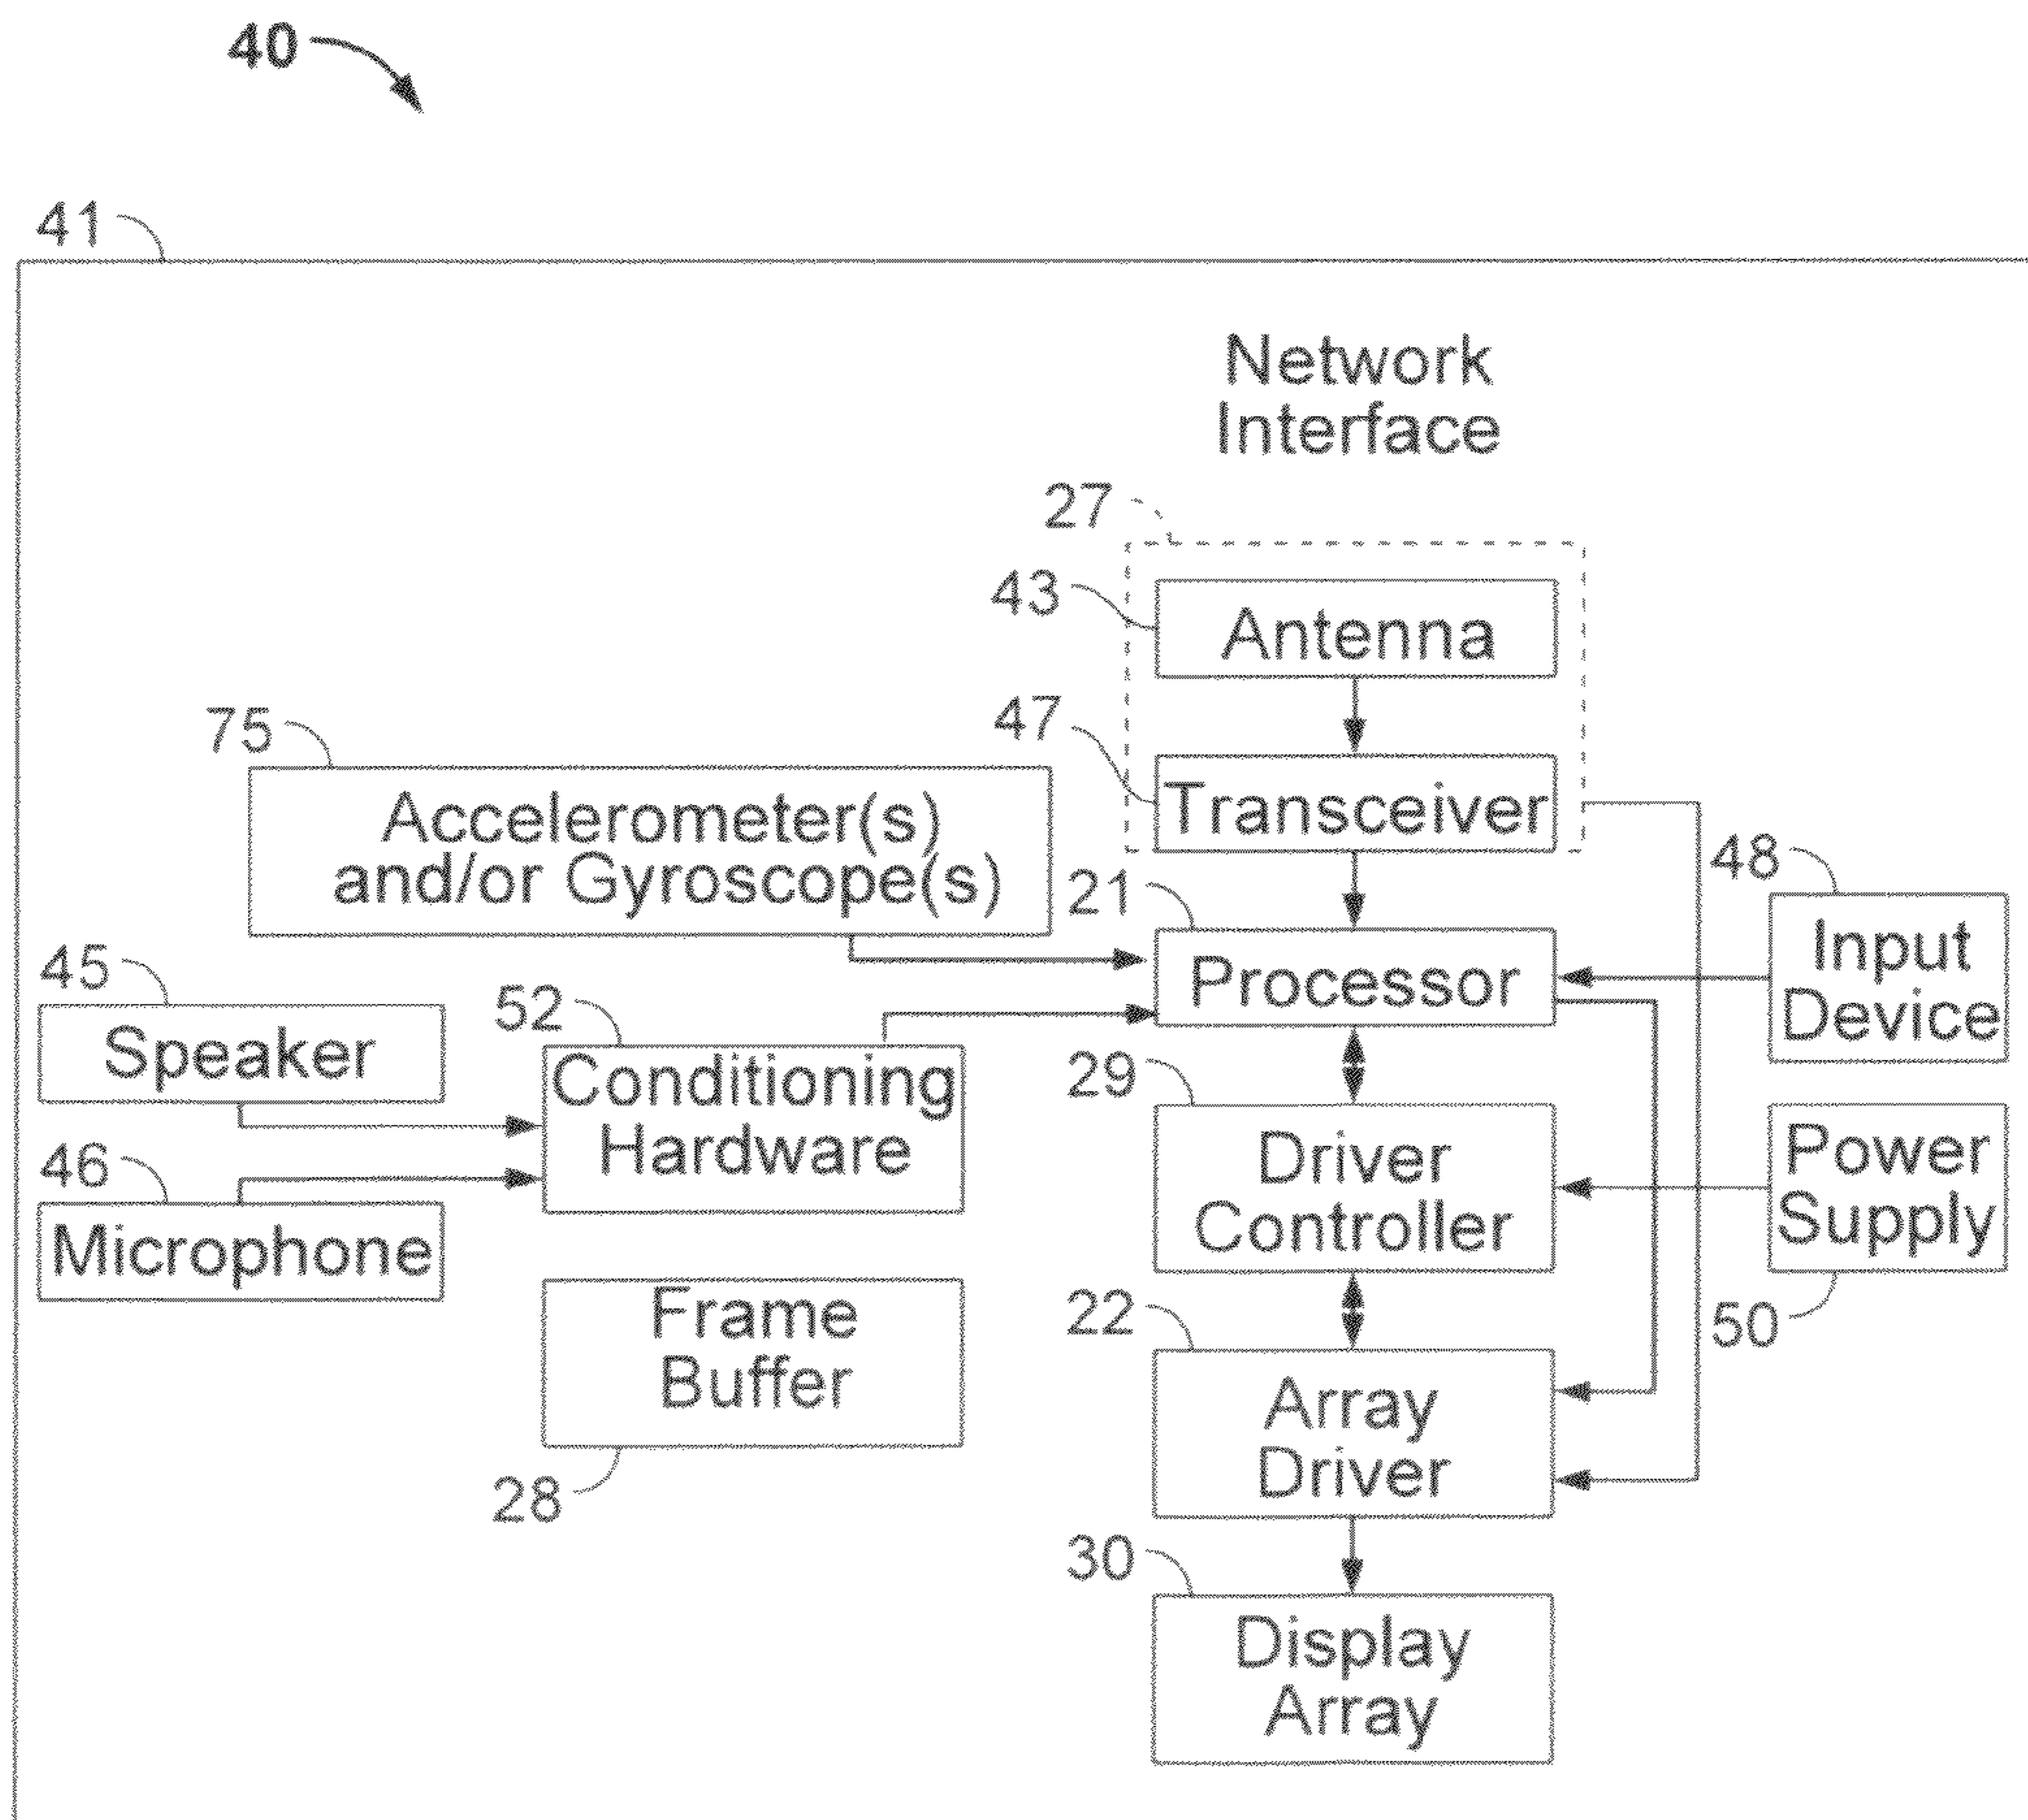 40
41
Network
Interface
27
43
Antenna
47
Transceiver
75
Accelerometer(s)
and/or Gyroscope(s)
21
Processor
48
Input
Device
45
Speaker
52
Conditioning
Hardware
46
Microphone
29
Driver
Controller
Power
Supply
50
Frame
Buffer
28
22
Array
Driver
30
Display
Array